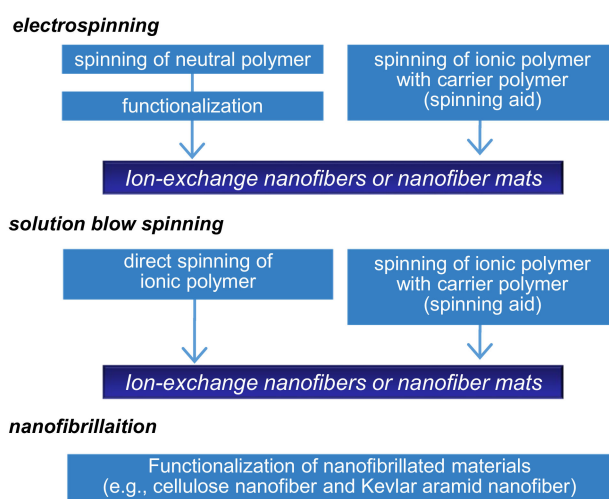 electrospinning
spinning of neutral polymer
functionalization
spinning of ionic polymer
with carrier polymer
(spinning aid)
Ion-exchange nanofibers or nanofiber mats
solution blow spinning
direct spinning of
ionic polymer
spinning of ionic polymer
with carrier polymer
(spinning aid)
Ion-exchange nanofibers or nanofiber mats
nanofibrillaition
Functionalization of nanofibrillated materials
(e.g., cellulose nanofiber and Kevlar aramid nanofiber)